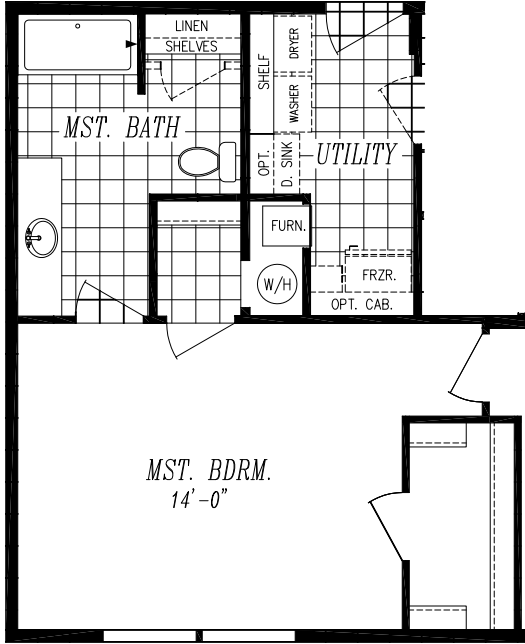 LINEN
SHELVES
SHELF
DRYER
WASHER
MST. BATH
OPT.
D. SINK
UTILITY
FURN.
W/H
FRZR.
OPT. CAB.
MST. BDRM.
14'-0"